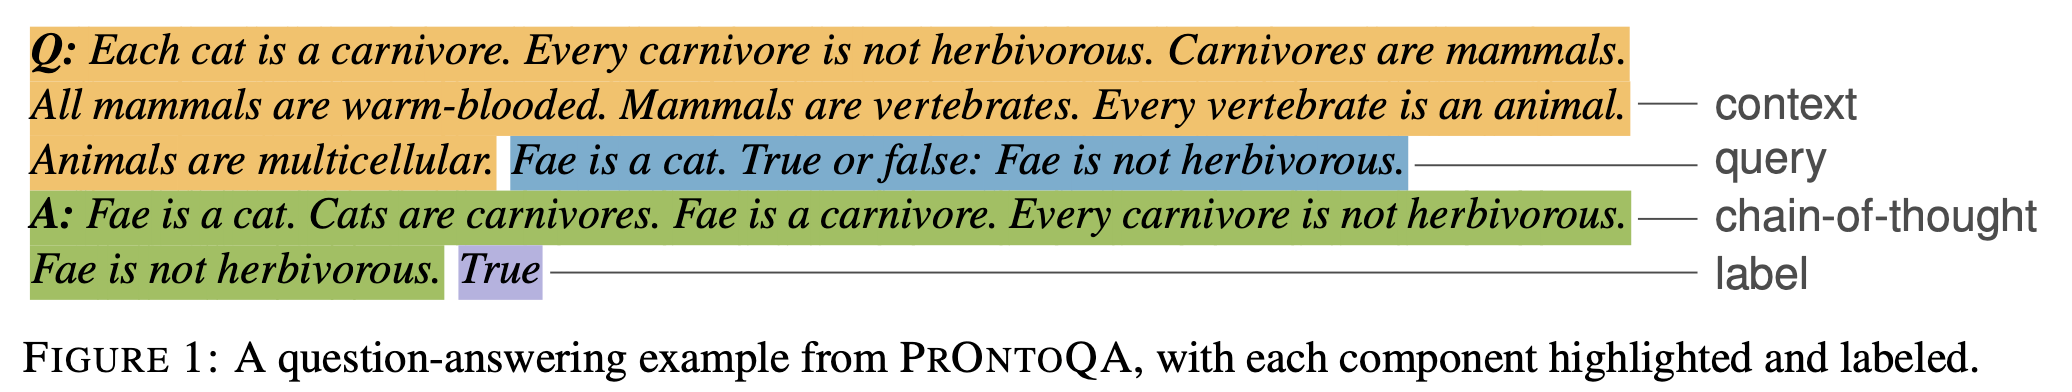 Q: Each cat is a carnivore. Every carnivore is not herbivorous. Carnivores are mammals.
All mammals are warm-blooded. Mammals are vertebrates. Every vertebrate is an animal.
context
Animals are multicellular. Fae is a cat. True or false: Fae is not herbivorous.
query
A: Fae is a cat. Cats are carnivores. Fae is a carnivore. Every carnivore is not herbivorous.
chain-of-thought
Fae is not herbivorous. True
label
FIGURE 1: A question-answering example from PRONTOQA, with each component highlighted and labeled.